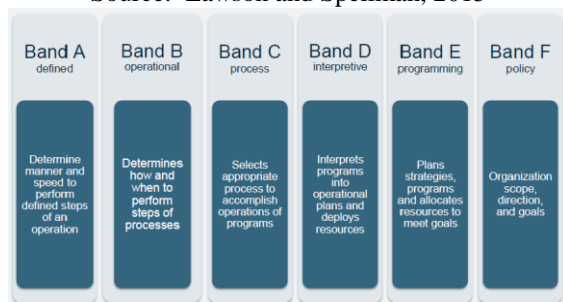 Source: Lawson and Spellman, 2015
Band A
defined
Determine
manner and
speed to
perform
defined steps
of an
operation
Band B
operational
Determines
how and
when to
perform
steps of
processes
Band C
process
Selects
appropriate
process to
accomplish
operations of
programs
Band D
interpretive
Interprets
programs
into
operational
plans and
deploys
resources
Band E
programming
Plans
strategies,
programs
and allocates
resources to
meet goals
Band F
policy
Organization
scope,
direction,
and goals